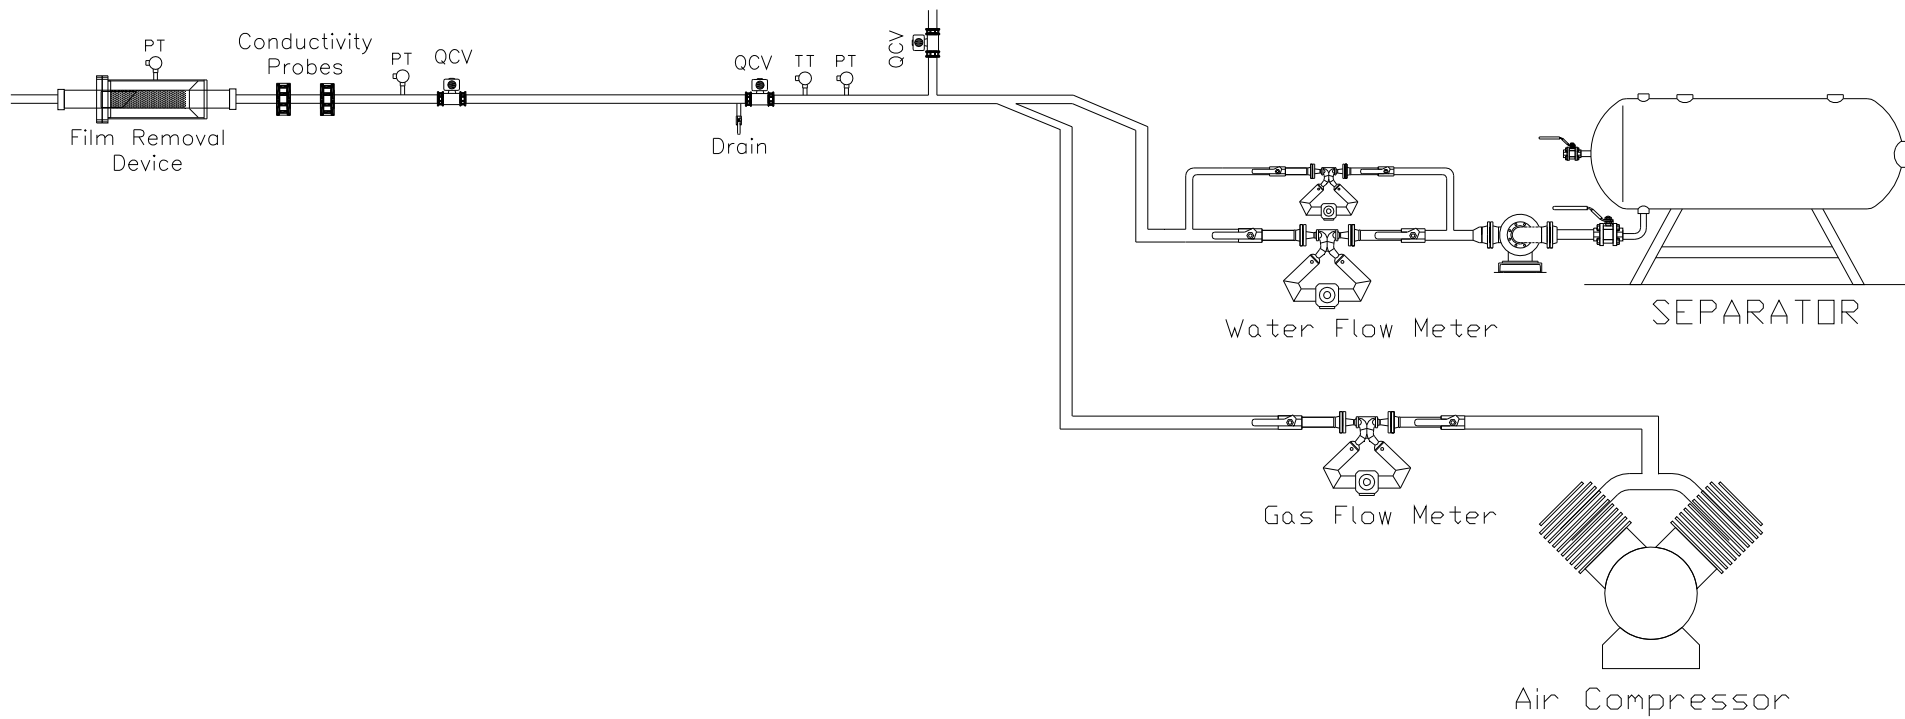 PT
Conductivity
Probes
PT
QCV
QCV
TT
PT
QCV
Film Removal
Device
Drain
Water Flow Meter
SEPARATOR
Gas Flow Meter
Air Compressor